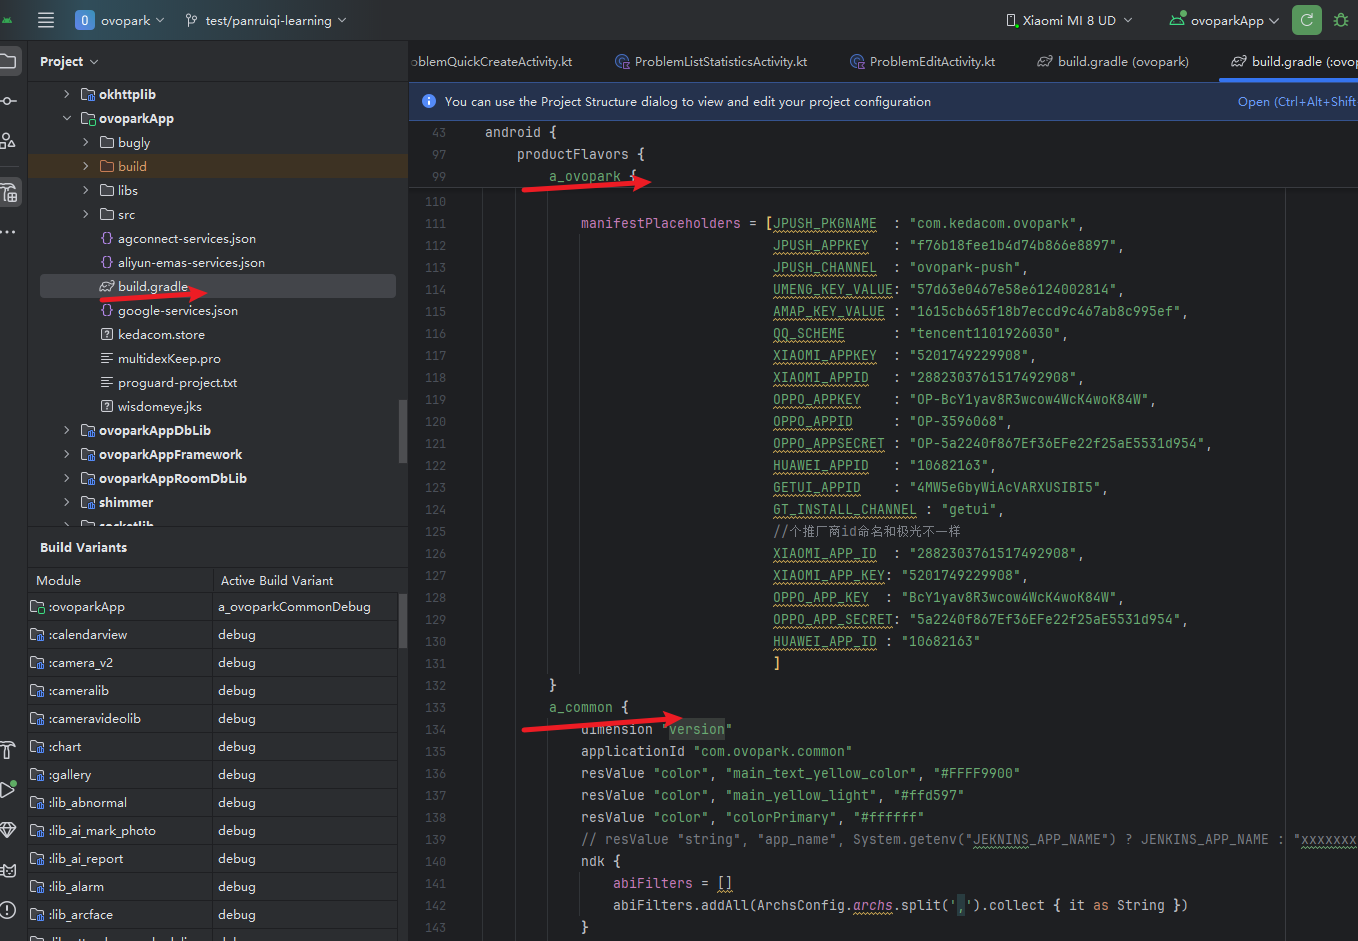 O ovopark test/panruiqi-learning Xiaomi MI 8 UD ovoparkApp
Project
oblemQuickCreateActivity.kt ProblemListStatisticsActivity.kt ProblemEditActivity.kt build.gradle (ovopark) build.gradle (:ovop
You can use the Project Structure dialog to view and edit your project configuration Open (Ctrl+Alt+Shift
okhttplib
ovoparkApp
bugly
build
libs
src
agconnect-services.json
aliyun-emas-services.json
build.gradle
google-services.json
kedacom.store
multidexKeep.pro
proguard-project.txt
wisdomeye.jks
ovoparkAppDbLib
ovoparkAppFramework
ovoparkAppRoomDbLib
shimmer
Build Variants
Module Active Build Variant
:ovoparkApp a_ovoparkCommonDebug
:calendarview debug
:camera_v2 debug
:cameralib debug
:cameravideolib debug
:chart debug
:gallery debug
:lib_abnormal debug
:lib_ai_mark_photo debug
:lib_ai_report debug
:lib_alarm debug
:lib_arcface debug
43 android {
97 productFlavors {
99 a_ovopark {
110
111 manifestPlaceholders = [JPUSH_PKGNAME : "com.kedacom.ovopark",
112 JPUSH_APPKEY : "f76b18fee1b4d74b866e8897",
113 JPUSH_CHANNEL : "ovopark-push",
114 UMENG_KEY_VALUE: "57d63e0467e58e6124002814",
115 AMAP_KEY_VALUE : "1615cb665f18b7eccd9c467ab8c995ef",
116 QQ_SCHEME : "tencent1101926030",
117 XIAOMI_APPKEY : "5201749229908",
118 XIAOMI_APPID : "2882303761517492908",
119 OPPO_APPKEY : "OP-BcY1yav8R3wcow4WcK4woK84W",
120 OPPO_APPID : "OP-3596068",
121 OPPO_APPSECRET : "OP-5a2240f867Ef36EFe22f25aE5531d954",
122 HUAWEI_APPID : "10682163",
123 GETUI_APPID : "4MW5eGbyWiAcVARXUSIBI5",
124 GT_INSTALL_CHANNEL : "getui",
125 //个推厂商id命名和极光不一样
126 XIAOMI_APP_ID : "2882303761517492908",
127 XIAOMI_APP_KEY: "5201749229908",
128 OPPO_APP_KEY : "BcY1yav8R3wcow4WcK4woK84W",
129 OPPO_APP_SECRET: "5a2240f867Ef36EFe22f25aE5531d954",
130 HUAWEI_APP_ID : "10682163"
131 ]
132 }
133 a_common {
134 dimension "version"
135 applicationId "com.ovopark.common"
136 resValue "color", "main_text_yellow_color", "#FFFF9900"
137 resValue "color", "main_yellow_light", "#ffd597"
138 resValue "color", "colorPrimary", "#ffffff"
139 // resValue "string", "app_name", System.getenv("JEKNINS_APP_NAME") ? JENKINS_APP_NAME : "xxxxxxx
140 ndk {
141 abiFilters = []
142 abiFilters.addAll(ArchsConfig.archs.split(',').collect { it as String })
143 }